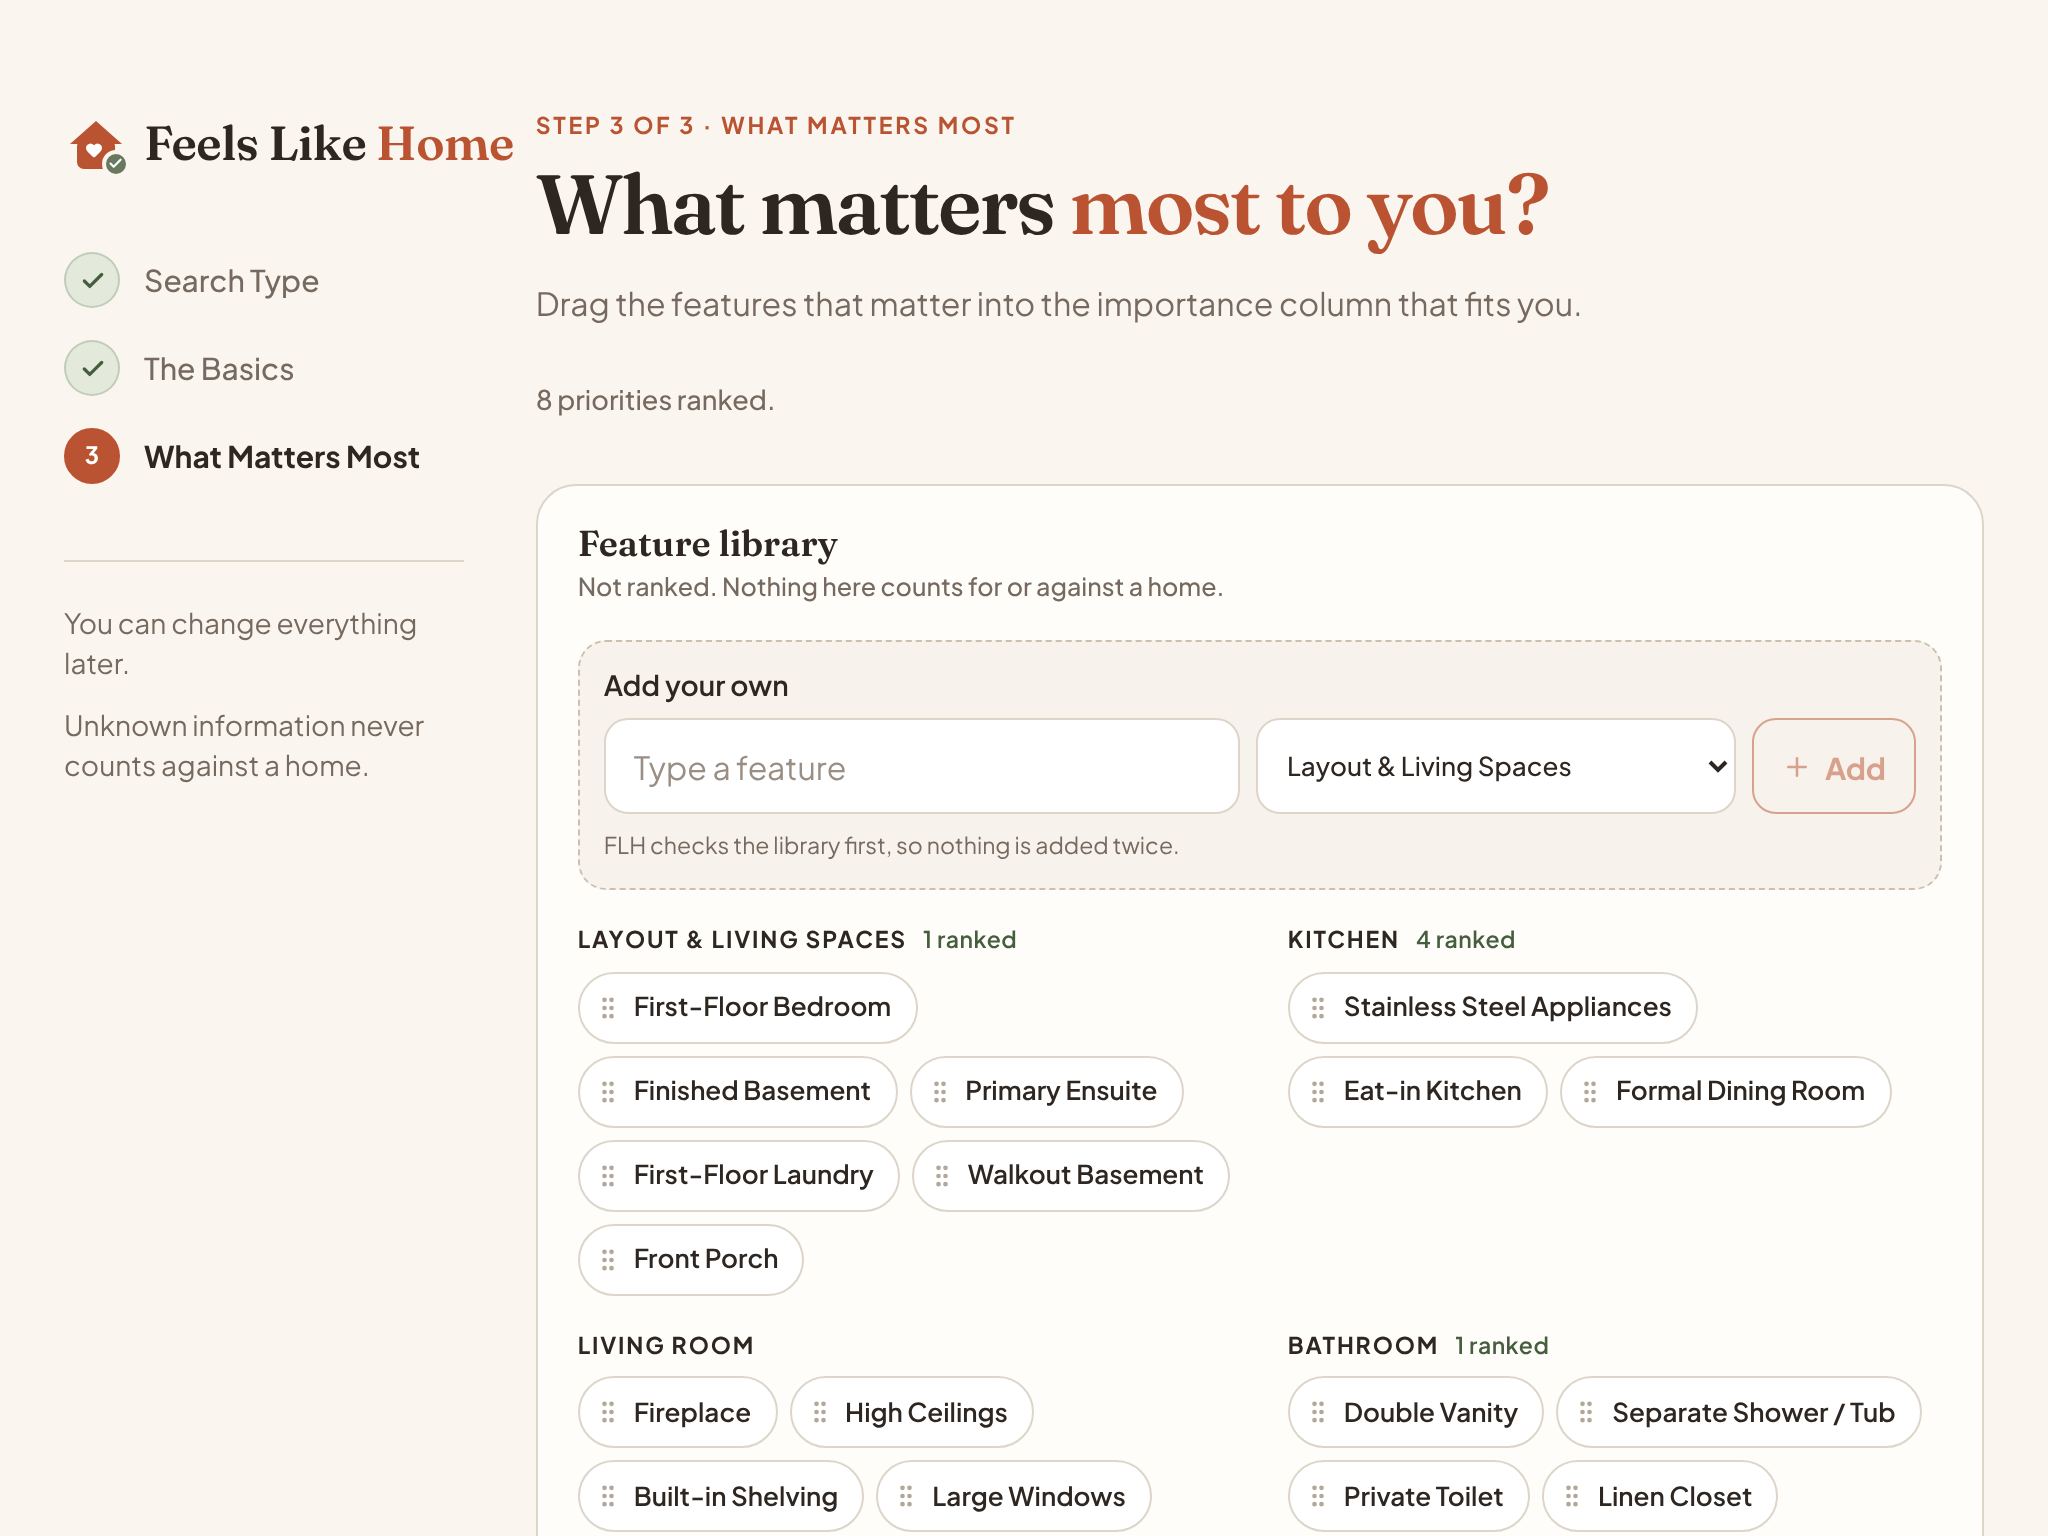 Feels Like Home
Search Type
The Basics
3 What Matters Most
You can change everything
later.
Unknown information never
counts against a home.
STEP 3 OF 3 · WHAT MATTERS MOST
What matters most to you?
Drag the features that matter into the importance column that fits you.
8 priorities ranked.
Feature library
Not ranked. Nothing here counts for or against a home.
Add your own
Type a feature
Layout & Living Spaces
+ Add
FLH checks the library first, so nothing is added twice.
LAYOUT & LIVING SPACES 1 ranked
First-Floor Bedroom
Finished Basement
Primary Ensuite
First-Floor Laundry
Walkout Basement
Front Porch
KITCHEN 4 ranked
Stainless Steel Appliances
Eat-in Kitchen
Formal Dining Room
LIVING ROOM
Fireplace
High Ceilings
Built-in Shelving
Large Windows
BATHROOM 1 ranked
Double Vanity
Separate Shower / Tub
Private Toilet
Linen Closet